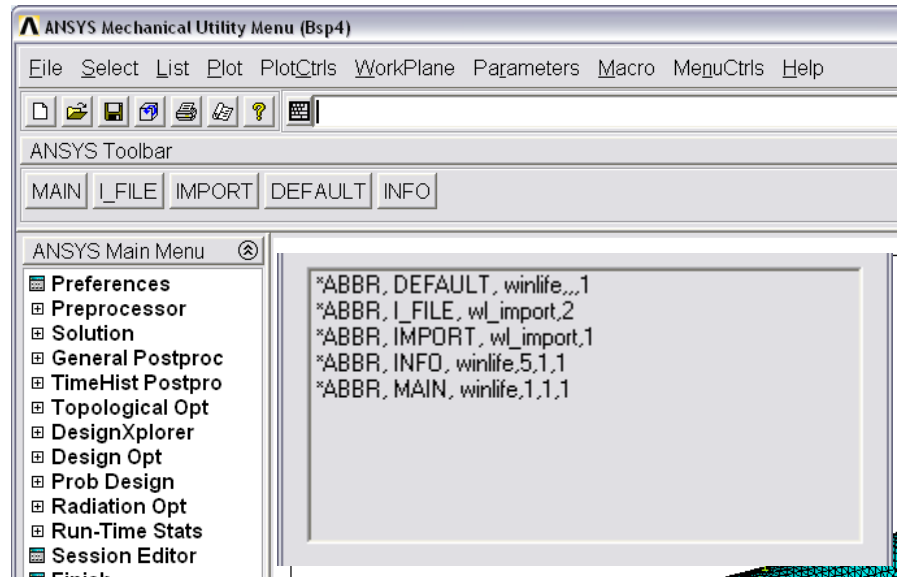 ANSYS Mechanical Utility Menu (Bsp4)
File Select List Plot PlotCtrls WorkPlane Parameters Macro MenuCtrls Help
ANSYS Toolbar
MAIN I_FILE IMPORT DEFAULT INFO
ANSYS Main Menu
Preferences
Preprocessor
Solution
General Postproc
TimeHist Postpro
Topological Opt
DesignXplorer
Design Opt
Prob Design
Radiation Opt
Run-Time Stats
Session Editor
Finish
*ABBR, DEFAULT, winlife,,,1
*ABBR, I_FILE, wl_import,2
*ABBR, IMPORT, wl_import,1
*ABBR, INFO, winlife,5,1,1
*ABBR, MAIN, winlife,1,1,1